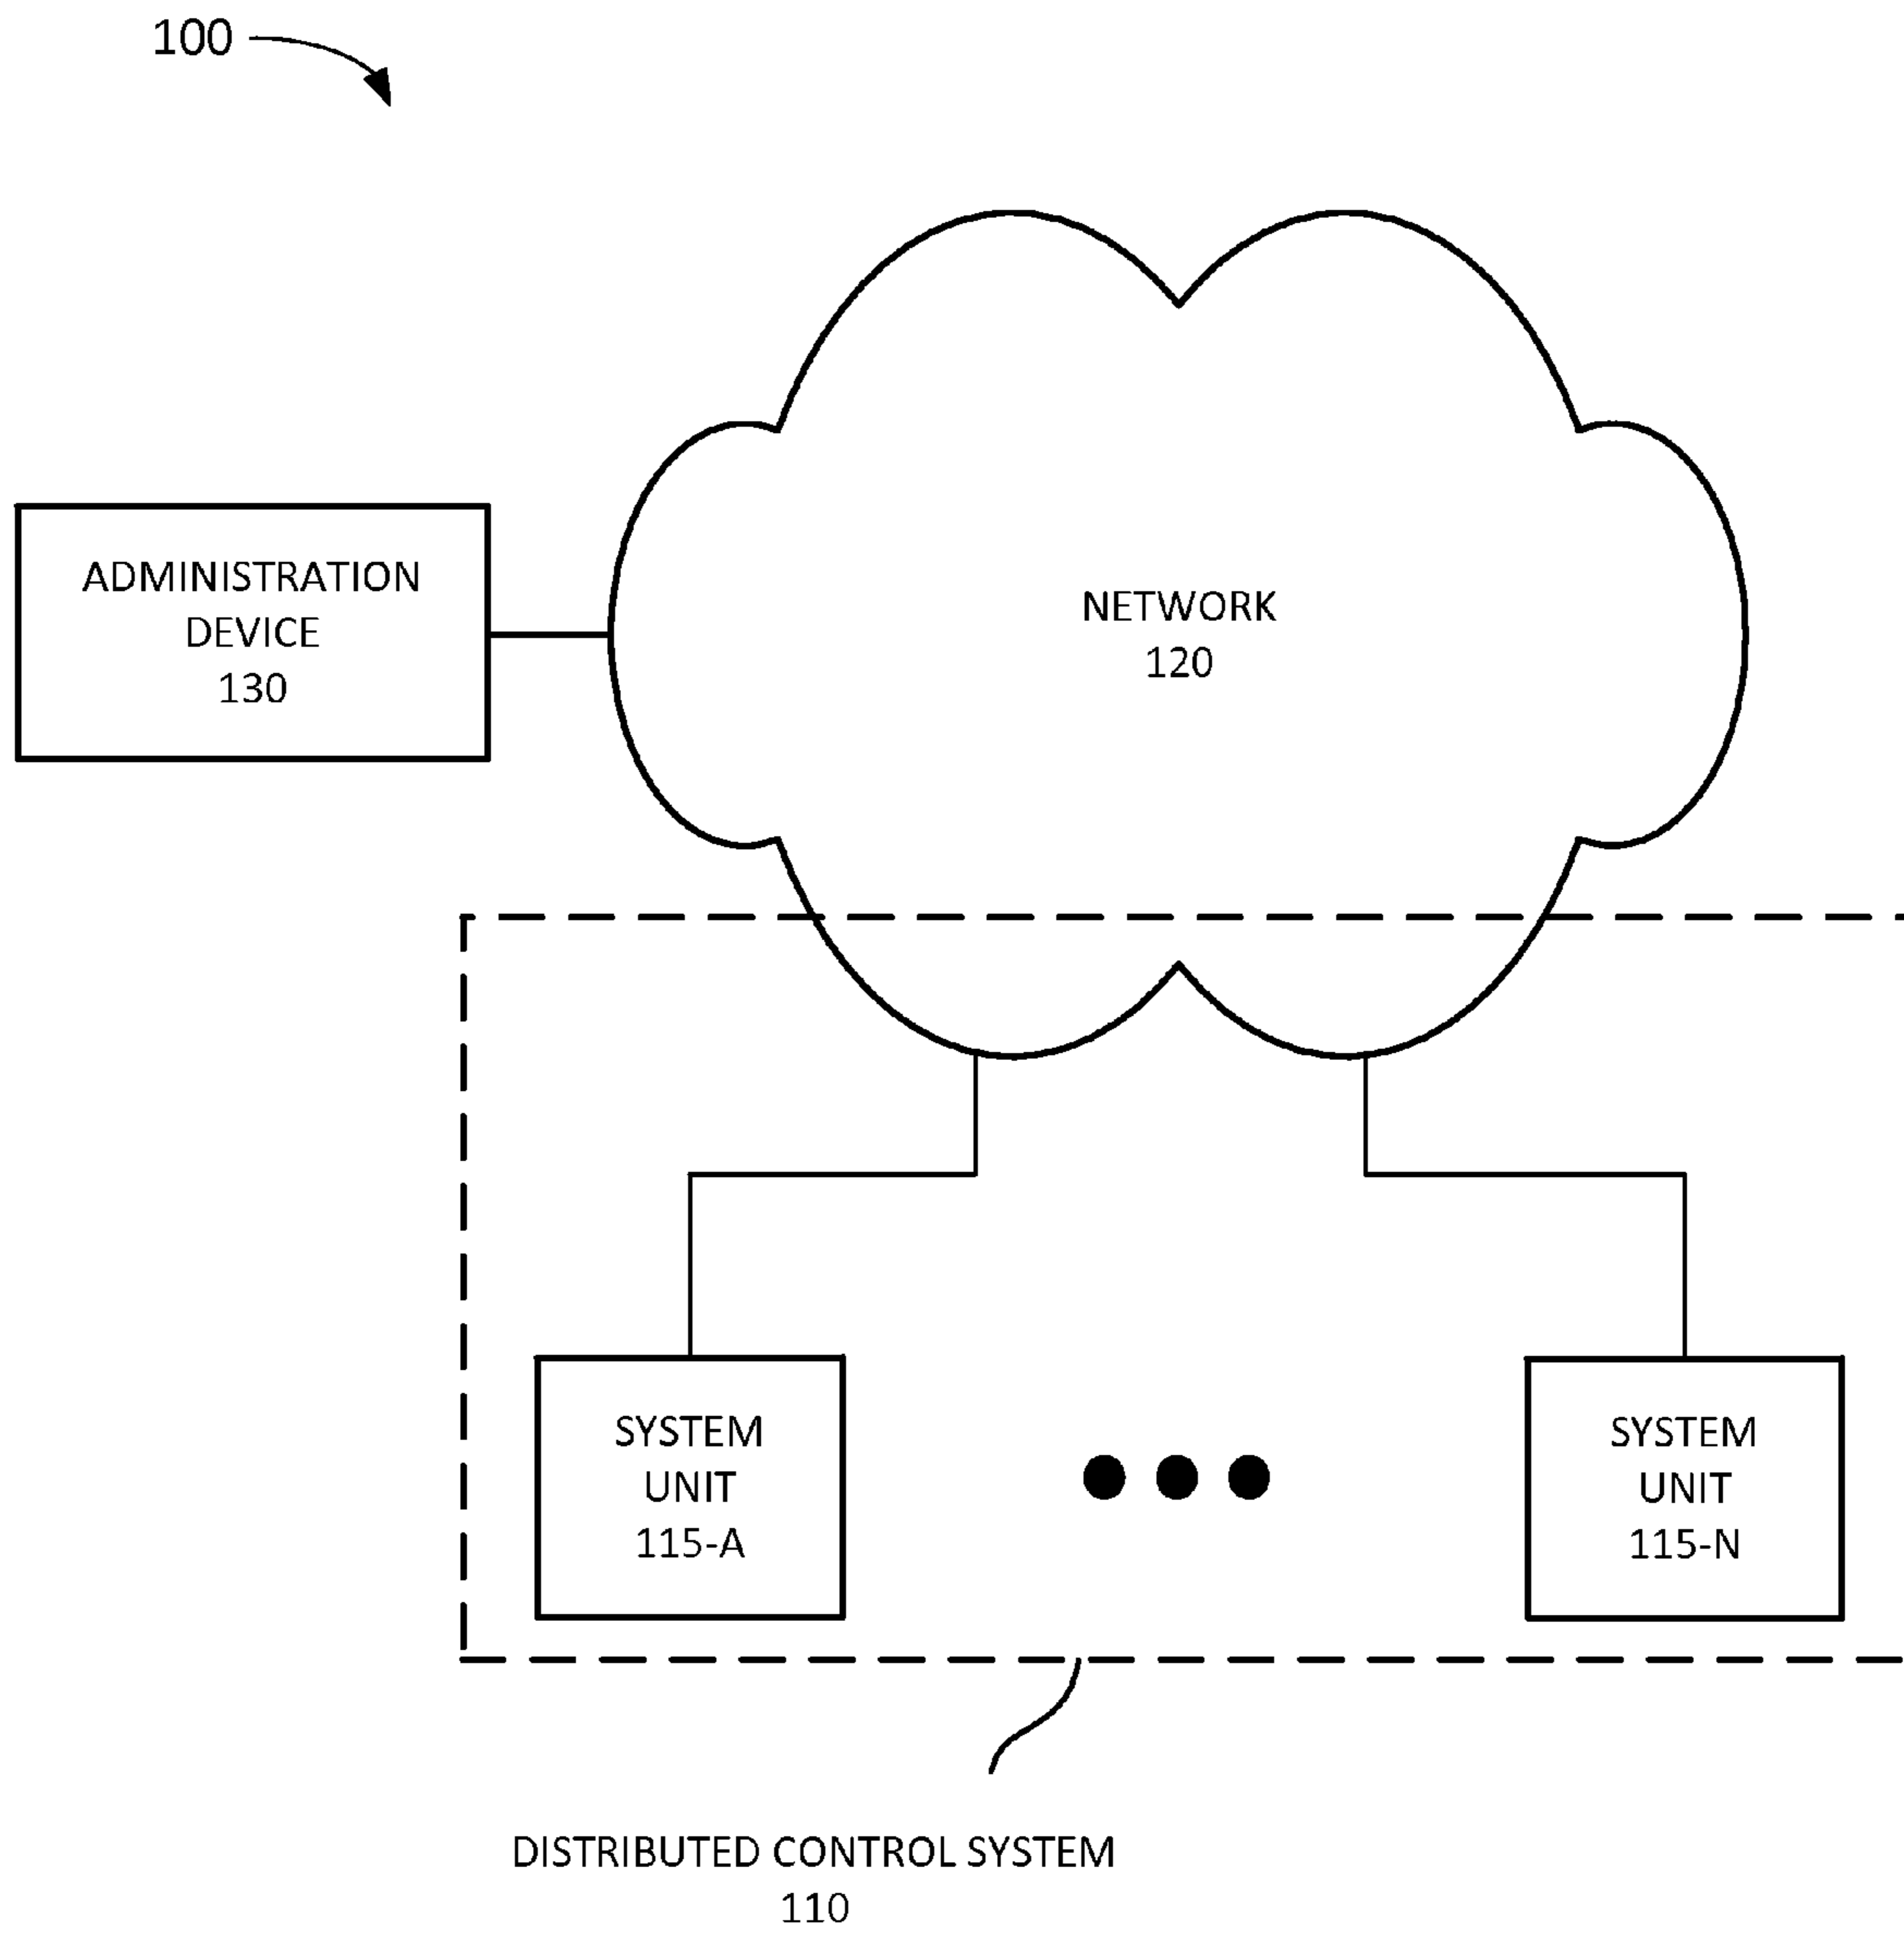 100
ADMINISTRATION
DEVICE
130
NETWORK
120
SYSTEM
UNIT
115-A
SYSTEM
UNIT
115-N
DISTRIBUTED CONTROL SYSTEM
110